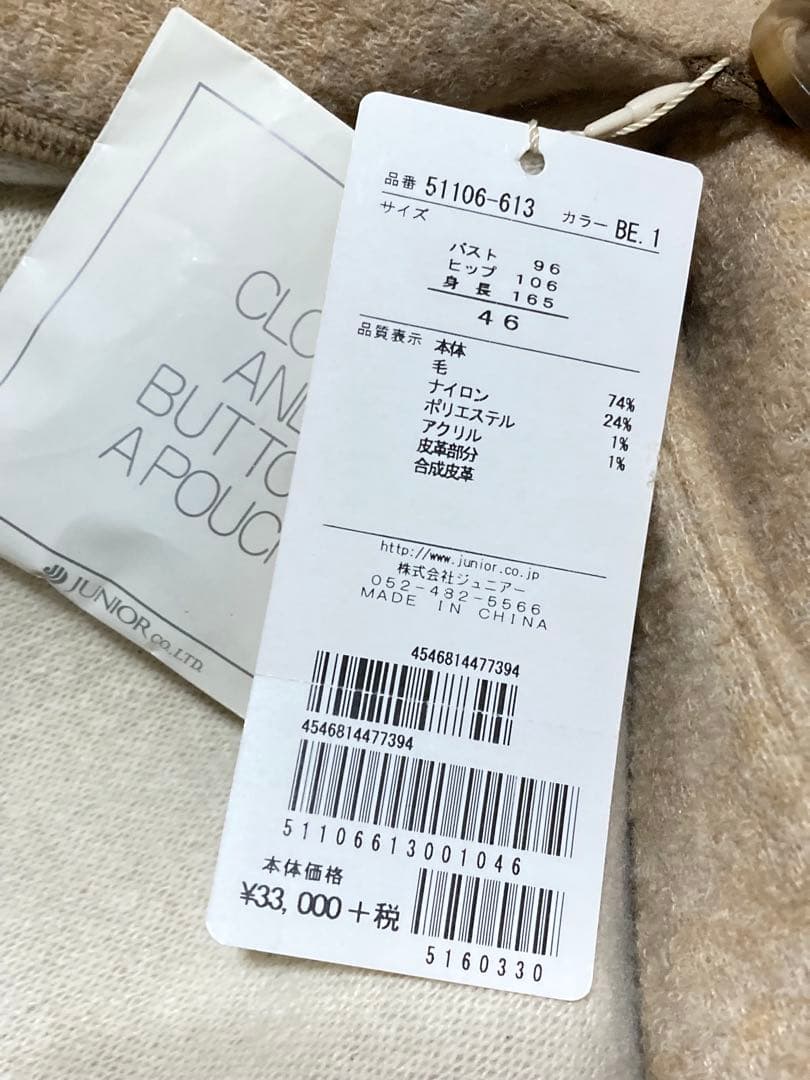 品番 51106-613 カラー BE.1
サイズ
バスト 96
ヒップ 106
身長 165
46
品質表示 本体
毛 74%
ナイロン 24%
ポリエステル 1%
アクリル 1%
皮革部分
合成皮革
http://www.junior.co.jp
株式会社ジュニアー
052-482-5566
MADE IN CHINA
4546814477394
4546814477394
51106613001046
本体価格
¥33,000+税
5160330
CLO
AND
BUTTO
A POUCH
JUNIOR CO.,LTD.